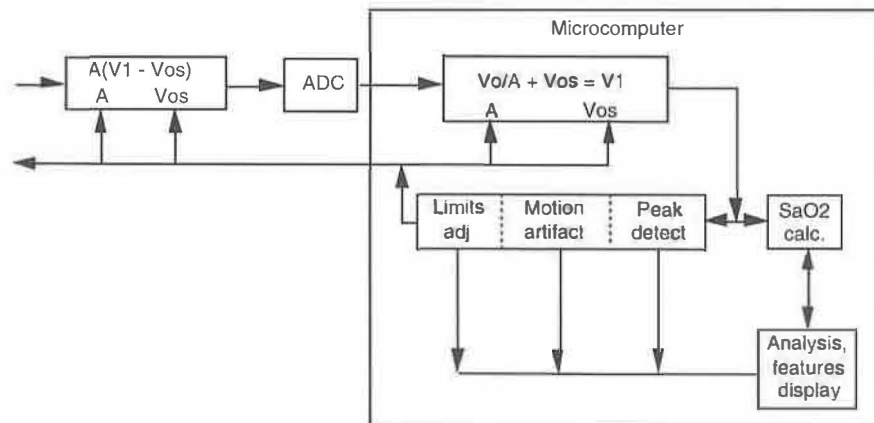 Microcomputer
A(V1 - Vos)
A Vos
ADC
Vo/A + Vos = V1
A Vos
Limits
adj
Motion
artifact
Peak
detect
SaO2
calc.
Analysis,
features
display